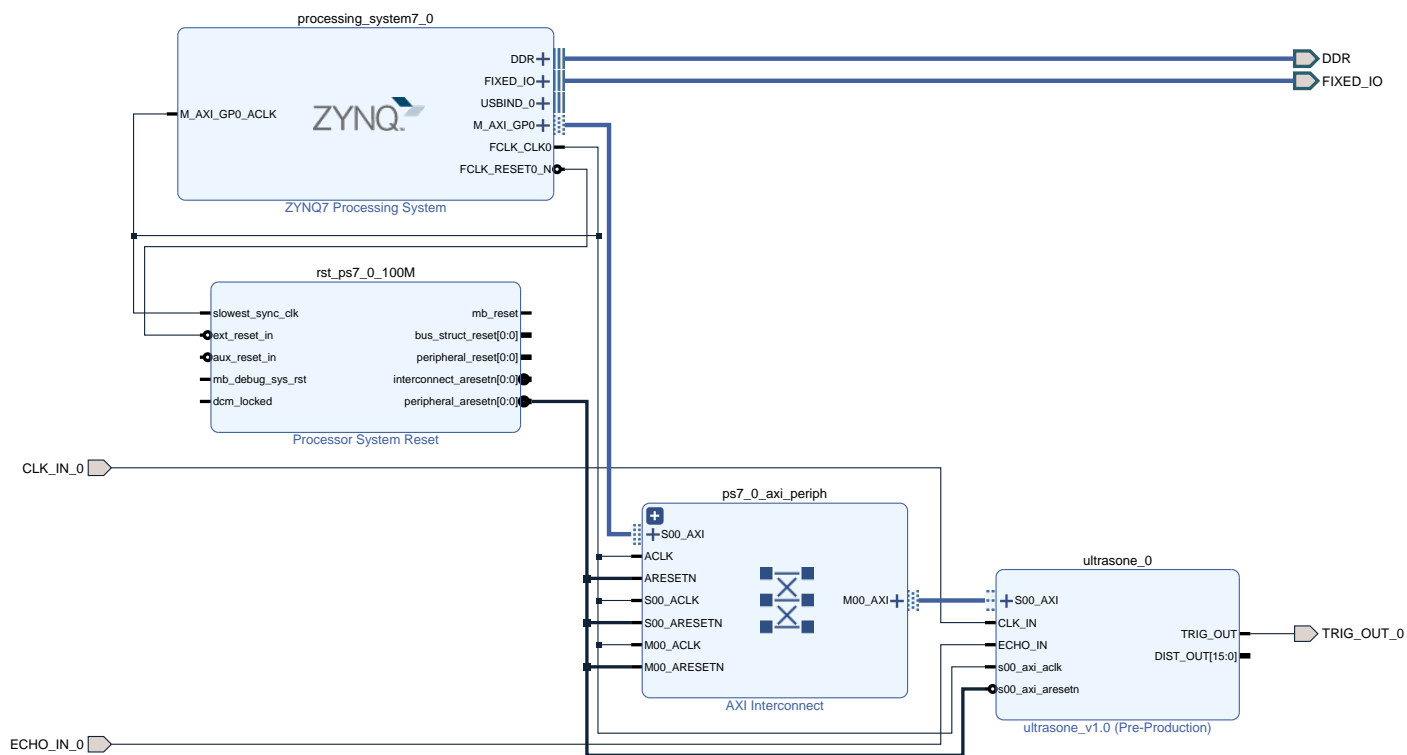 processing_system7_0
DDR
FIXED_IO
USBIND_0
M_AXI_GP0
FCLK_CLK0
FCLK_RESET0_N
M_AXI_GP0_ACLK
ZYNQ
ZYNQ7 Processing System
DDR
FIXED_IO
rst_ps7_0_100M
slowest_sync_clk
ext_reset_in
aux_reset_in
mb_debug_sys_rst
dcm_locked
mb_reset
bus_struct_reset[0:0]
peripheral_reset[0:0]
interconnect_aresetn[0:0]
peripheral_aresetn[0:0]
Processor System Reset
CLK_IN_0
ps7_0_axi_periph
S00_AXI
ACLK
ARESETN
S00_ACLK
S00_ARESETN
M00_ACLK
M00_ARESETN
M00_AXI
AXI Interconnect
ultrasone_0
S00_AXI
CLK_IN
ECHO_IN
s00_axi_aclk
s00_axi_aresetn
TRIG_OUT
DIST_OUT[15:0]
ultrasone_v1.0 (Pre-Production)
TRIG_OUT_0
ECHO_IN_0